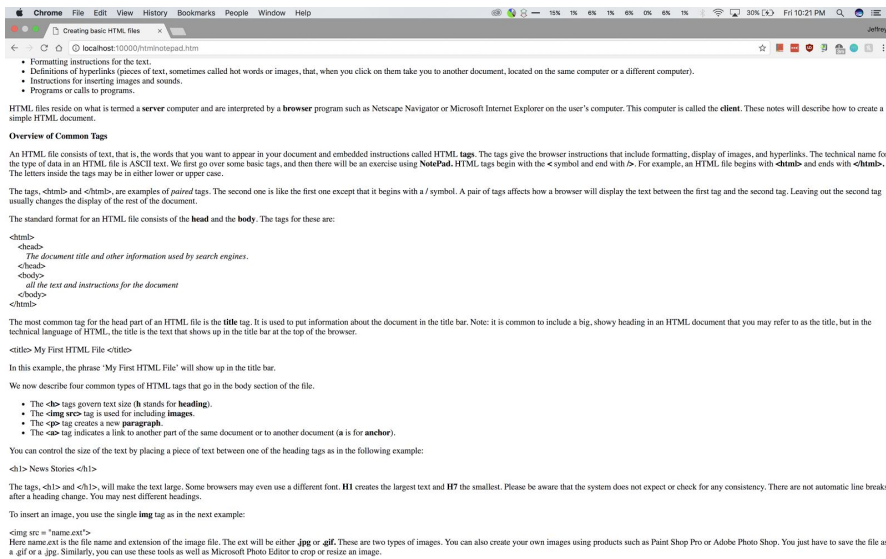 Chrome File Edit View History Bookmarks People Window Help 15% 1% 6% 1% 6% 0% 6% 1% 30% Fri 10:21 PM
Creating basic HTML files × Jeffrey
localhost:10000/htminotepad.htm
• Formatting instructions for the text.
• Definitions of hyperlinks (pieces of text, sometimes called hot words or images, that, when you click on them take you to another document, located on the same computer or a different computer).
• Instructions for inserting images and sounds.
• Programs or calls to programs.
HTML files reside on what is termed a server computer and are interpreted by a browser program such as Netscape Navigator or Microsoft Internet Explorer on the user's computer. This computer is called the client. These notes will describe how to create a
simple HTML document.
Overview of Common Tags
An HTML file consists of text, that is, the words that you want to appear in your document and embedded instructions called HTML tags. The tags give the browser instructions that include formatting, display of images, and hyperlinks. The technical name for
the type of data in an HTML file is ASCII text. We first go over some basic tags, and then there will be an exercise using NotePad. HTML tags begin with the < symbol and end with />. For example, an HTML file begins with <html> and ends with </html>.
The letters inside the tags may be in either lower or upper case.
The tags, <html> and </html>, are examples of paired tags. The second one is like the first one except that it begins with a / symbol. A pair of tags affects how a browser will display the text between the first tag and the second tag. Leaving out the second tag
usually changes the display of the rest of the document.
The standard format for an HTML file consists of the head and the body. The tags for these are:
<html>
<head>
The document title and other information used by search engines.
</head>
<body>
all the text and instructions for the document
</body>
</html>
The most common tag for the head part of an HTML file is the title tag. It is used to put information about the document in the title bar. Note: it is common to include a big, showy heading in an HTML document that you may refer to as the title, but in the
technical language of HTML, the title is the text that shows up in the title bar at the top of the browser.
<title> My First HTML File </title>
In this example, the phrase 'My First HTML File' will show up in the title bar.
We now describe four common types of HTML tags that go in the body section of the file.
• The <h> tags govern text size (h stands for heading).
• The <img src> tag is used for including images.
• The <p> tag creates a new paragraph.
• The <a> tag indicates a link to another part of the same document or to another document (a is for anchor).
You can control the size of the text by placing a piece of text between one of the heading tags as in the following example:
<h1> News Stories </h1>
The tags, <h1> and </h1>, will make the text large. Some browsers may even use a different font. H1 creates the largest text and H7 the smallest. Please be aware that the system does not expect or check for any consistency. There are not automatic line breaks
after a heading change. You may nest different headings.
To insert an image, you use the single img tag as in the next example:
<img src = "name.ext">
Here name.ext is the file name and extension of the image file. The ext will be either .jpg or .gif. These are two types of images. You can also create your own images using products such as Paint Shop Pro or Adobe Photo Shop. You just have to save the file as
a .gif or a .jpg. Similarly, you can use these tools as well as Microsoft Photo Editor to crop or resize an image.